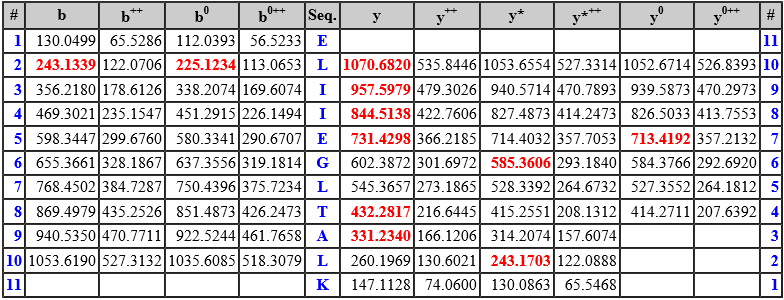 # b b++ b0 b0++ Seq. y y++ y* y*++ y0 y0++ #
1 130.0499 65.5286 112.0393 56.5233 E 11
2 243.1339 122.0706 225.1234 113.0653 L 1070.6820 535.8446 1053.6554 527.3314 1052.6714 526.8393 10
3 356.2180 178.6126 338.2074 169.6074 I 957.5979 479.3026 940.5714 470.7893 939.5873 470.2973 9
4 469.3021 235.1547 451.2915 226.1494 I 844.5138 422.7606 827.4873 414.2473 826.5033 413.7553 8
5 598.3447 299.6760 580.3341 290.6707 E 731.4298 366.2185 714.4032 357.7053 713.4192 357.2132 7
6 655.3661 328.1867 637.3556 319.1814 G 602.3872 301.6972 585.3606 293.1840 584.3766 292.6920 6
7 768.4502 384.7287 750.4396 375.7234 L 545.3657 273.1865 528.3392 264.6732 527.3552 264.1812 5
8 869.4979 435.2526 851.4873 426.2473 T 432.2817 216.6445 415.2551 208.1312 414.2711 207.6392 4
9 940.5350 470.7711 922.5244 461.7658 A 331.2340 166.1206 314.2074 157.6074 3
10 1053.6190 527.3132 1035.6085 518.3079 L 260.1969 130.6021 243.1703 122.0888 2
11 K 147.1128 74.0600 130.0863 65.5468 1